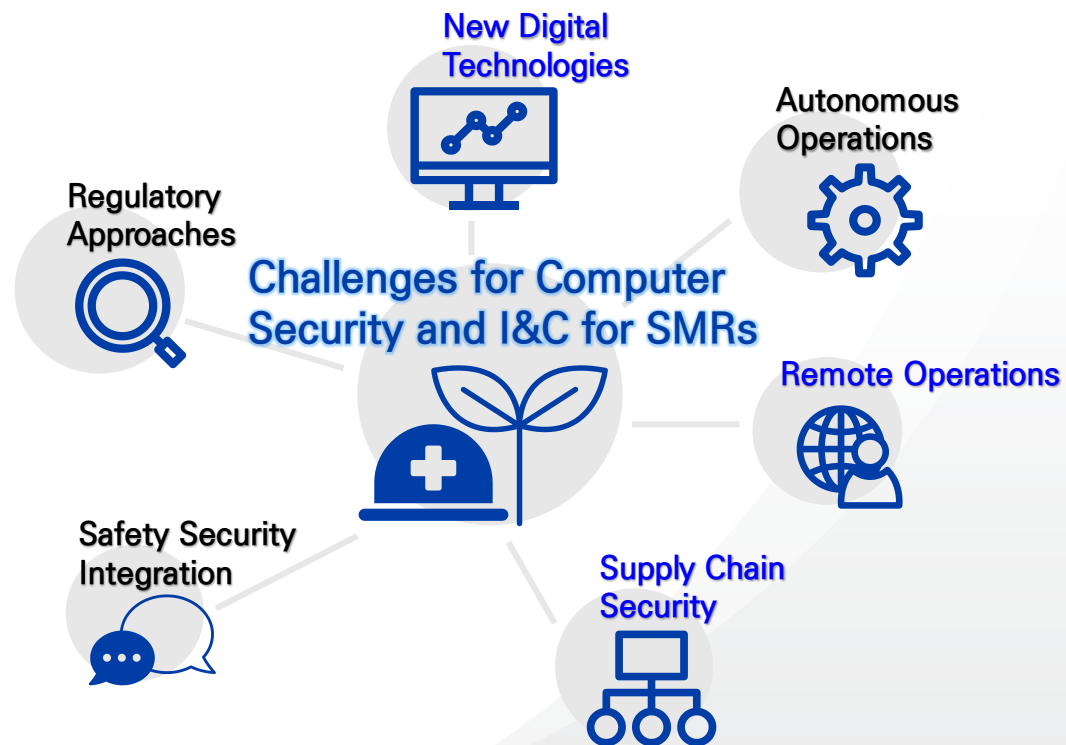 New Digital
Technologies
Autonomous
Operations
Regulatory
Approaches
Challenges for Computer
Security and I&C for SMRs
Remote Operations
Safety Security
Integration
Supply Chain
Security